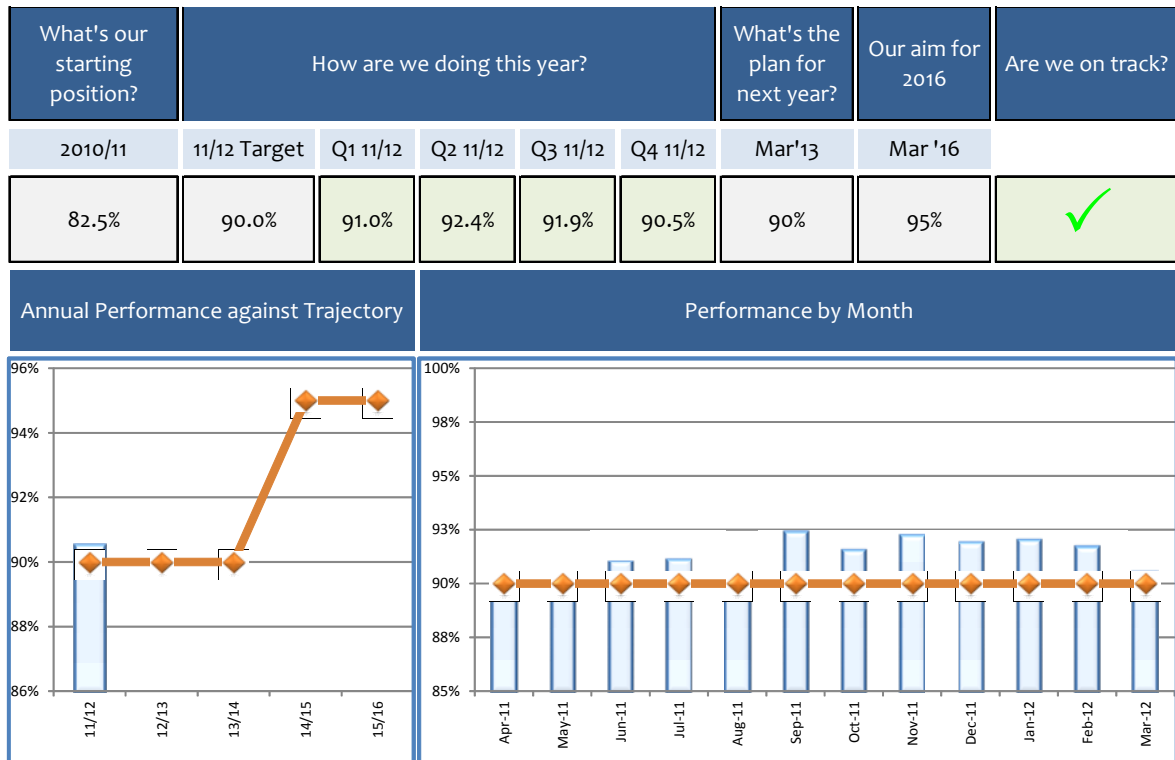 What's our
starting
position?
How are we doing this year?
What's the
plan for
next year?
Our aim for
2016
Are we on track?
2010/11
11/12 Target
Q1 11/12
Q2 11/12
Q3 11/12
Q4 11/12
Mar'13
Mar '16
82.5%
90.0%
91.0%
92.4%
91.9%
90.5%
90%
95%
Annual Performance against Trajectory
Performance by Month
96%
94%
92%
90%
88%
86%
11/12
12/13
13/14
14/15
15/16
100%
98%
95%
93%
90%
88%
85%
Apr-11
May-11
Jun-11
Jul-11
Aug-11
Sep-11
Oct-11
Nov-11
Dec-11
Jan-12
Feb-12
Mar-12